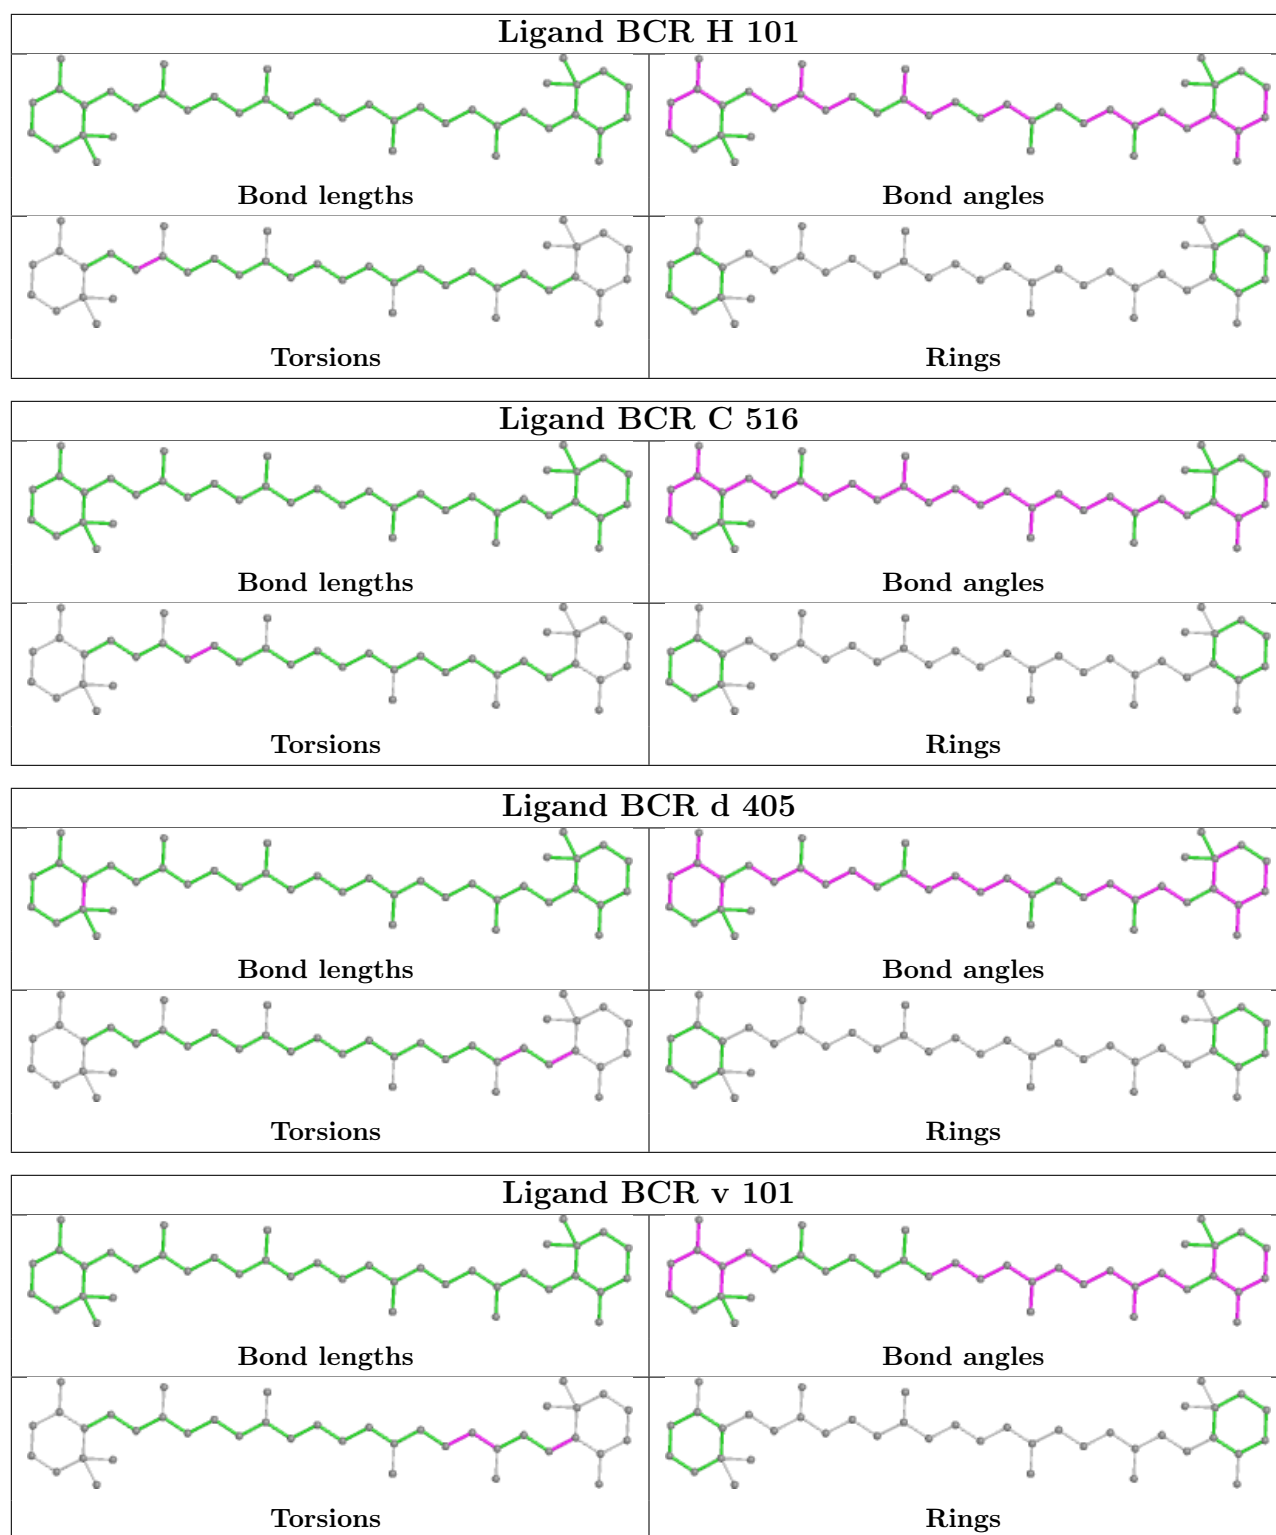 Ligand BCR H 101
Bond lengths Bond angles
Torsions Rings
Ligand BCR C 516
Bond lengths Bond angles
Torsions Rings
Ligand BCR d 405
Bond lengths Bond angles
Torsions Rings
Ligand BCR v 101
Bond lengths Bond angles
Torsions Rings